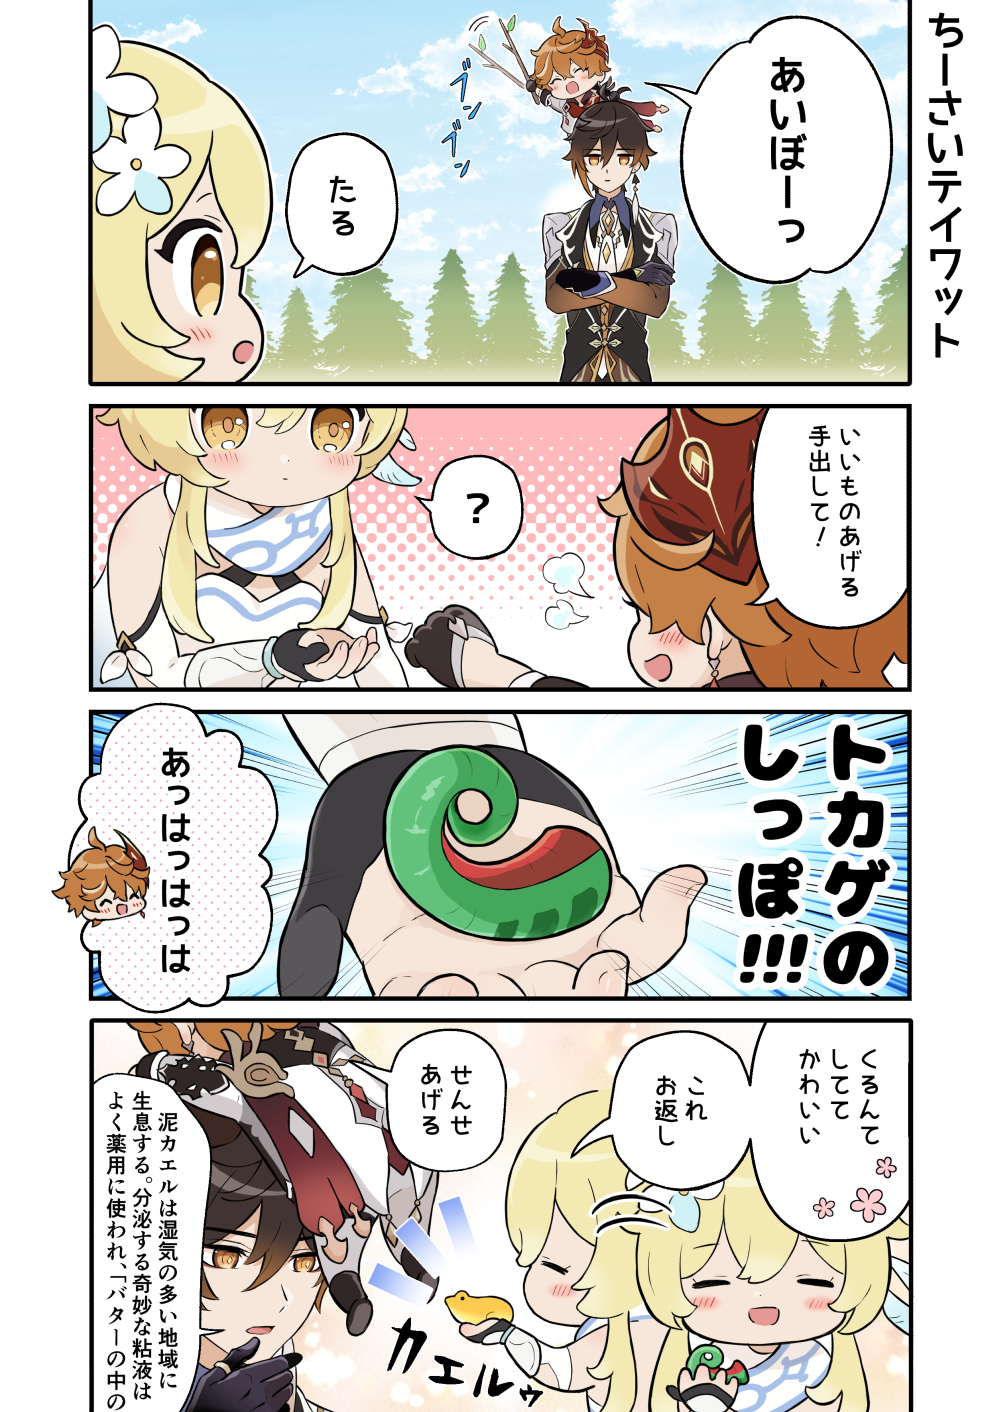 ちーさいテイワット
あいぼーっ
ブンブン
たる
いいものあげる
手出して！
？
トカゲの
しっぽ!!!
あっはっはっは
くるんて
してて
かわいい
これ
お返し
せんせ
あげる
カエルゥ
泥カエルは湿気の多い地域に
生息する。分泌する奇妙な粘液は
よく薬用に使われ、「バターの中の